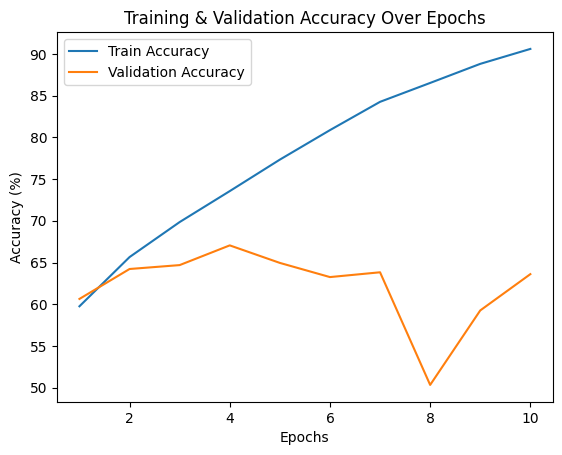 Training & Validation Accuracy Over Epochs
Train Accuracy
Validation Accuracy
Accuracy (%)
90
85
80
75
70
65
60
55
50
2 4 6 8 10
Epochs